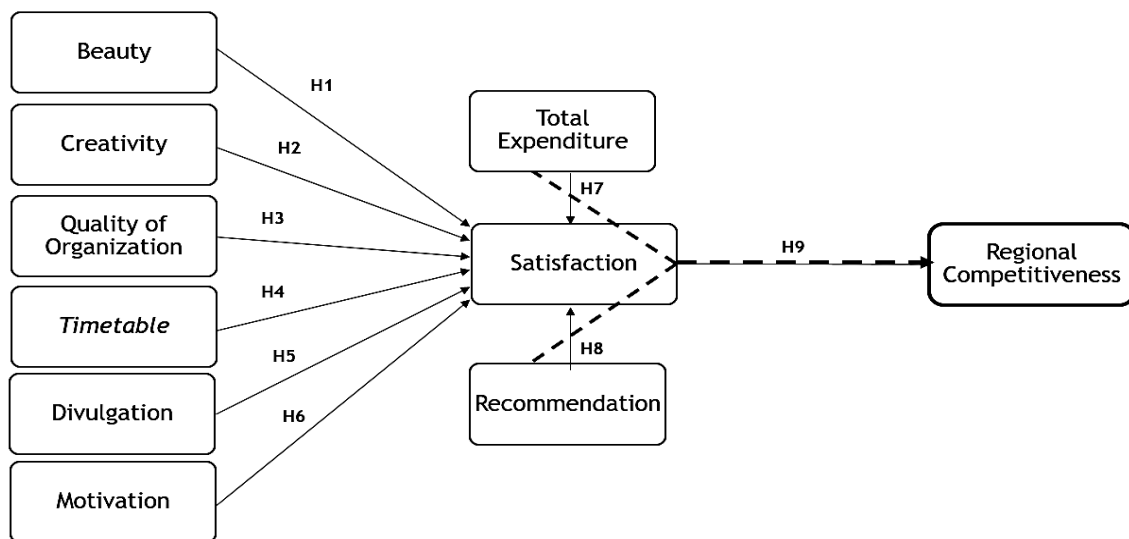 Beauty
H1
Creativity
H2
Quality of
Organization
H3
Timetable
H4
Divulgation
H5
Motivation
H6
Total
Expenditure
H7
Satisfaction
H8
Recommendation
H9
Regional
Competitiveness